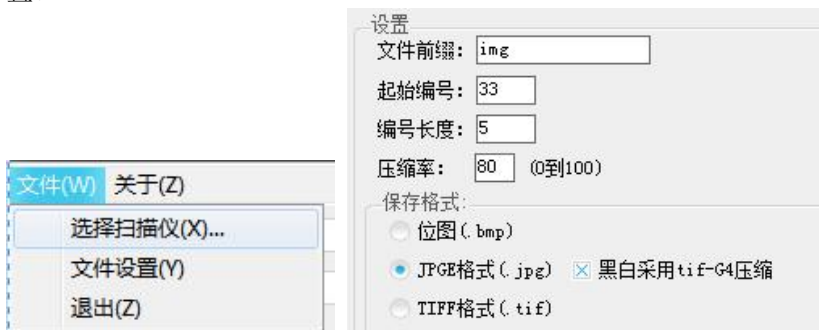 设置
文件前缀: img
起始编号: 33
编号长度: 5
压缩率: 80 (0到100)
保存格式:
位图(.bmp)
JPGE格式(.jpg) 黑白采用tif-G4压缩
TIFF格式(.tif)
文件(W) 关于(Z)
选择扫描仪(X)...
文件设置(Y)
退出(Z)